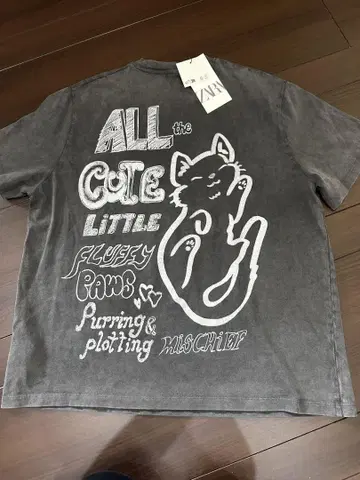 ZARA
ALL the
CUTE
LiTTLE
FLUFFY
PAWS
Purring &
plotting MiSCHiEF